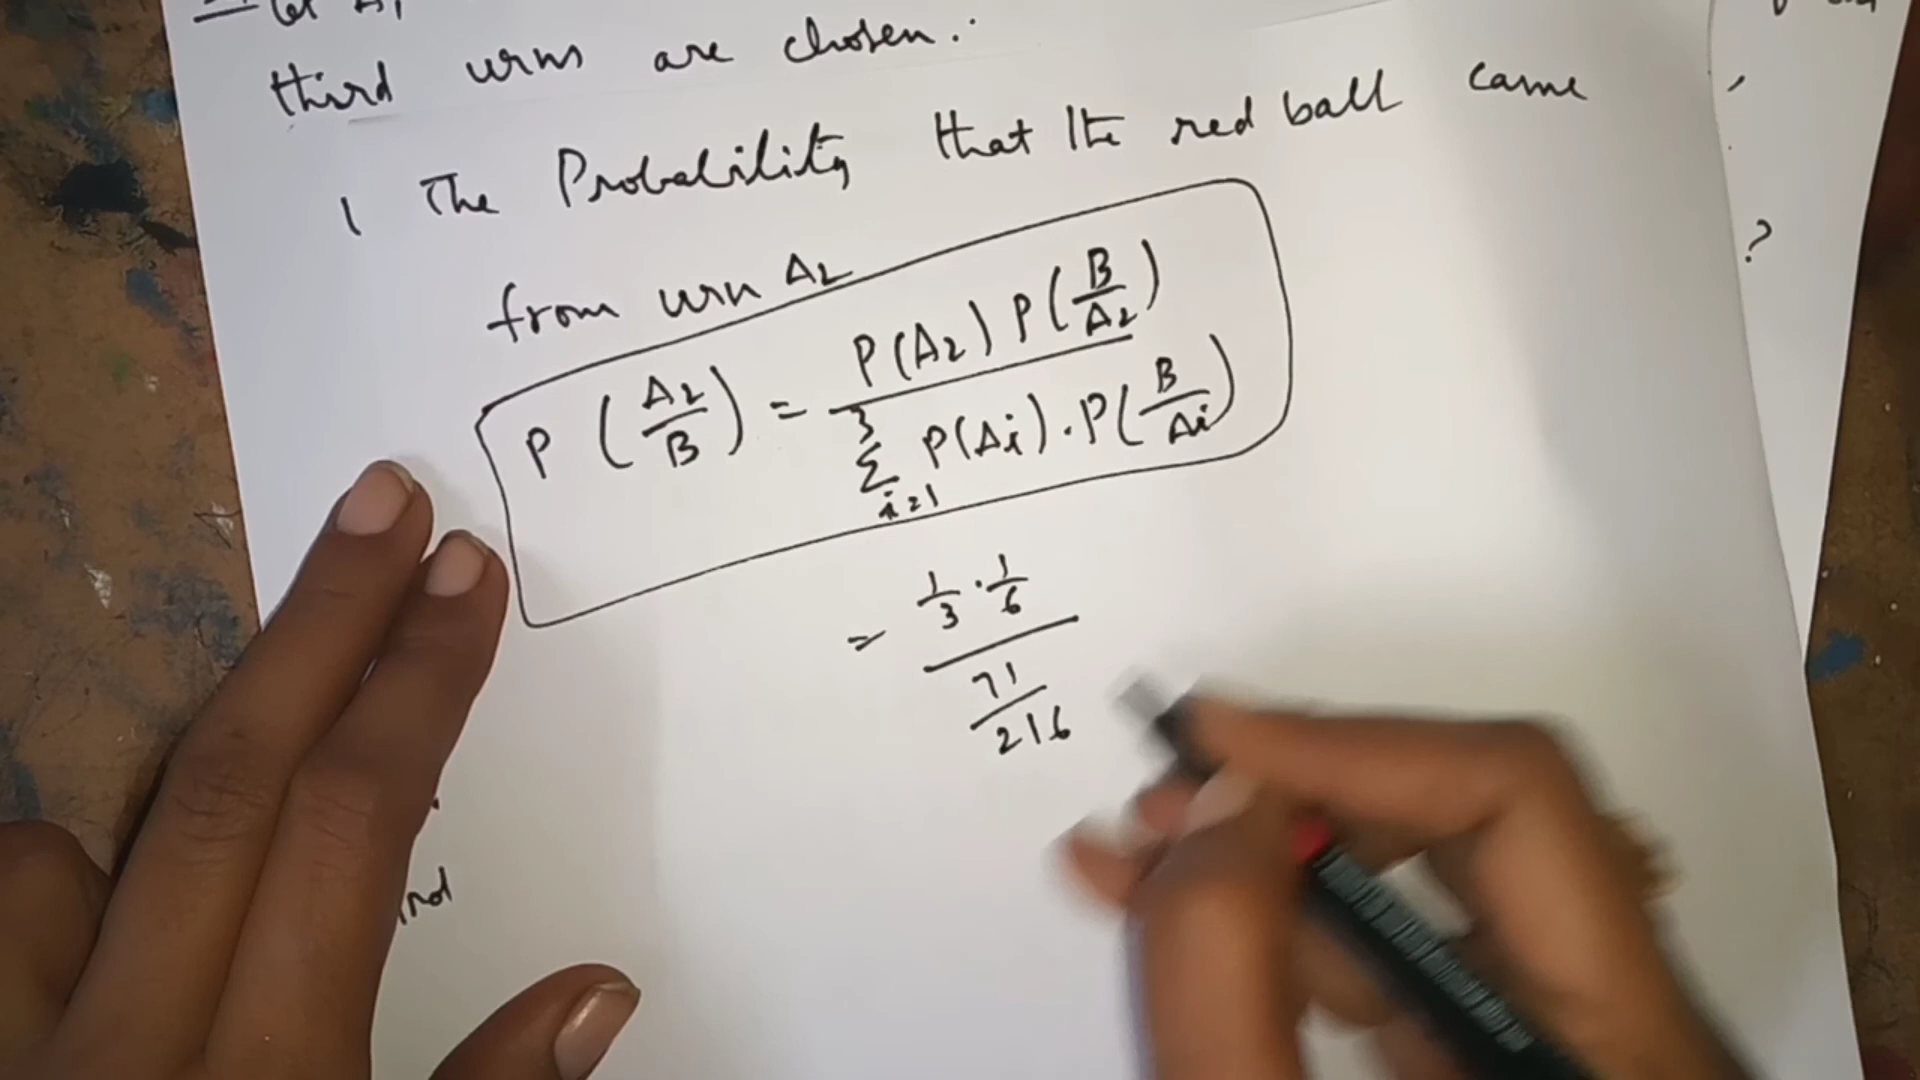 third urns are chosen.
The Probability that the red ball came
?
from urn A2
P (A2/B) = P(A2) P(B/A2) / 3 Σ i=1 P(Ai).P(B/Ai)
= 1/3 . 1/6 / 71/216